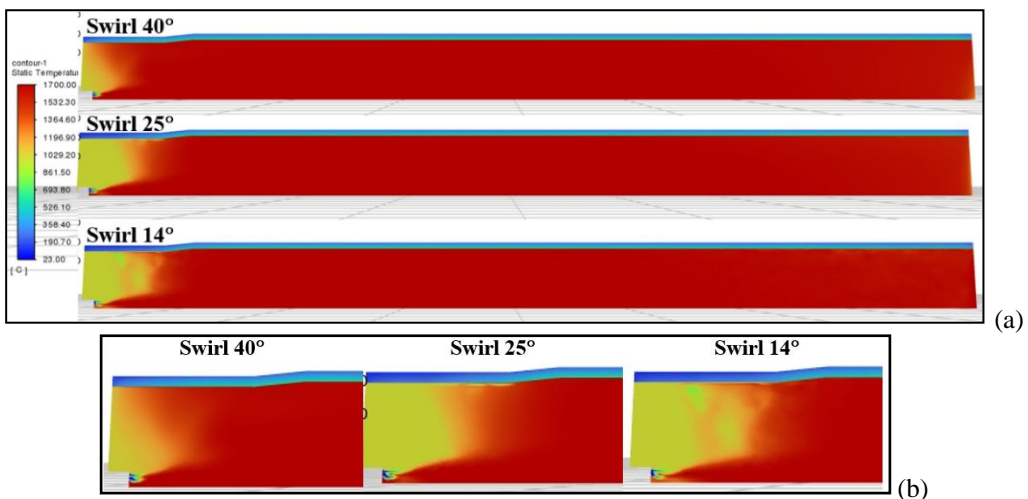 Swirl 40°
contour-1
Static Temperatu
1700.00
1532.30
1364.60
1196.90
1029.20
861.50
693.80
526.10
358.40
190.70
23.00
[ C ]
Swirl 25°
Swirl 14°
(a)
Swirl 40°
Swirl 25°
Swirl 14°
(b)